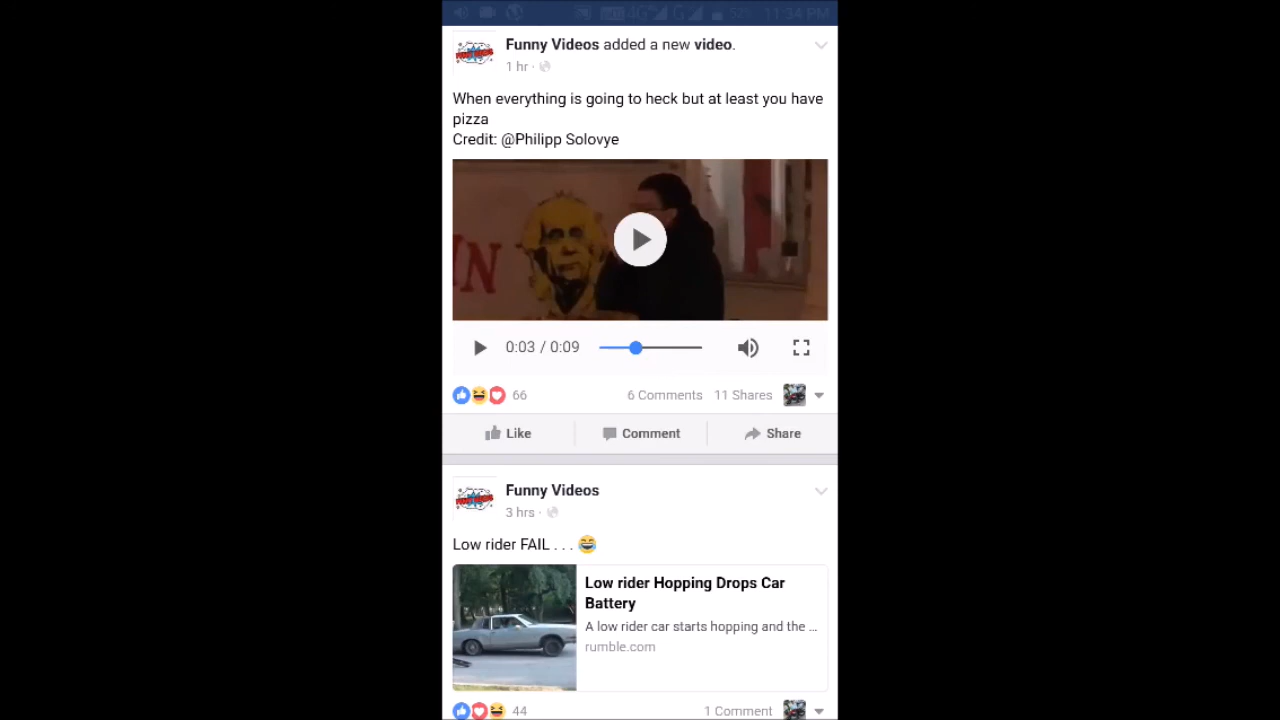 4G G 52% 11:34 PM
Funny Videos added a new video.
1 hr ·
When everything is going to heck but at least you have
pizza
Credit: @Philipp Solovye
N
0:03 / 0:09
66 6 Comments 11 Shares
Like Comment Share
Funny Videos
3 hrs ·
Low rider FAIL . . . 😂
Low rider Hopping Drops Car
Battery
A low rider car starts hopping and the ...
rumble.com
44 1 Comment